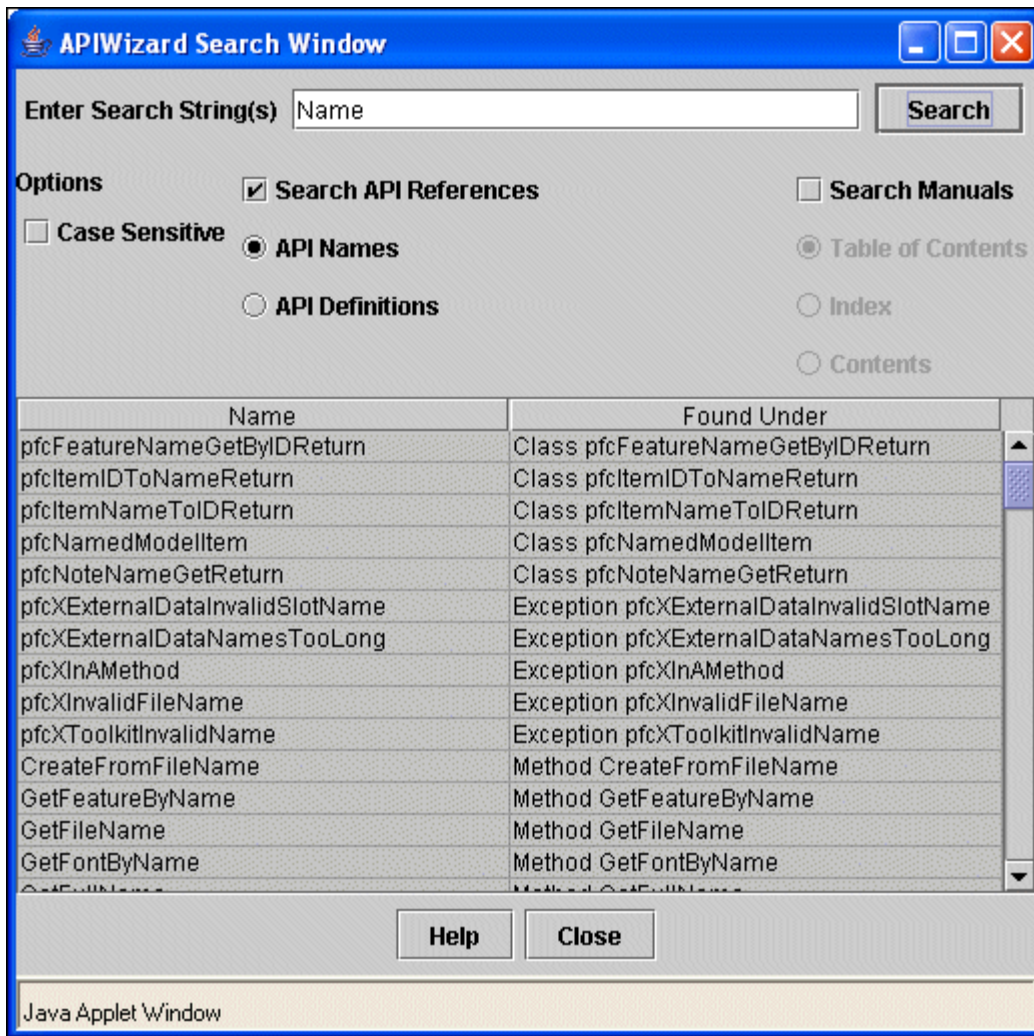 APIWizard Search Window
Enter Search String(s) Name Search
Options Search API References Search Manuals
Case Sensitive API Names Table of Contents
API Definitions Index
Contents
Name Found Under
pfcFeatureNameGetByIDReturn Class pfcFeatureNameGetByIDReturn
pfcItemIDToNameReturn Class pfcItemIDToNameReturn
pfcItemNameToIDReturn Class pfcItemNameToIDReturn
pfcNamedModelItem Class pfcNamedModelItem
pfcNoteNameGetReturn Class pfcNoteNameGetReturn
pfcXExternalDataInvalidSlotName Exception pfcXExternalDataInvalidSlotName
pfcXExternalDataNamesTooLong Exception pfcXExternalDataNamesTooLong
pfcXInAMethod Exception pfcXInAMethod
pfcXInvalidFileName Exception pfcXInvalidFileName
pfcXToolkitInvalidName Exception pfcXToolkitInvalidName
CreateFromFileName Method CreateFromFileName
GetFeatureByName Method GetFeatureByName
GetFileName Method GetFileName
GetFontByName Method GetFontByName
GetFullName Method GetFullName
Help Close
Java Applet Window